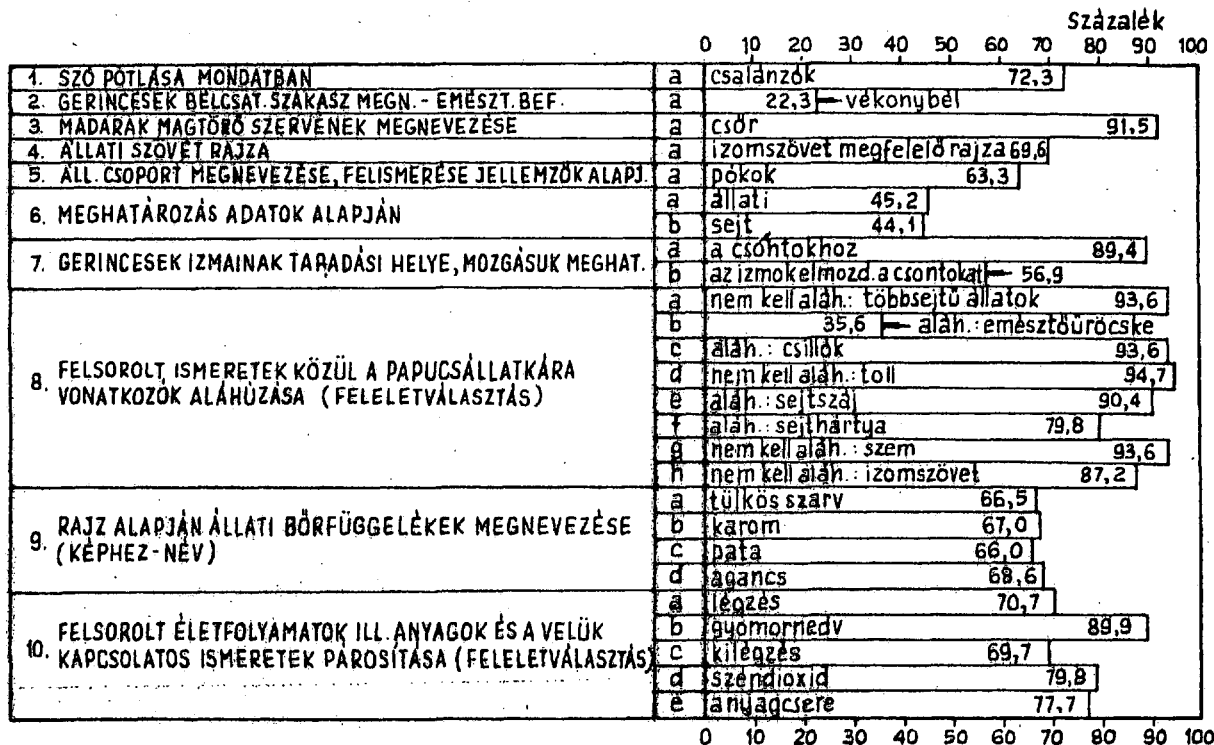 Százalék
0 10 20 30 40 50 60 70 80 90 100
1. SZÓ PÓTLÁSA MONDATBAN a csalánzók 72.3
2. GERINCESEK BÉLCSAT. SZAKASZ MEGN. - EMÉSZT. BEF. a 22,3 vékonybél
3. MADARAK MAGTÖRŐ SZERVÉNEK MEGNEVEZÉSE a csőr 91,5
4. ÁLLATI SZÖVET RAJZA a izomszövet megfelelő rajza 69,6
5. ÁLL. CSOPORT MEGNEVEZÉSE, FELISMERÉSE JELLEMZŐK ALAPJ. a pókok 63,3
6. MEGHATÁROZÁS ADATOK ALAPJÁN a állati 45,2
b sejt 44,1
7. GERINCESEK IZMAINAK TAPADÁSI HELYE, MOZGÁSUK MEGHAT. a a csontokhoz 89,4
b az izmok elmozd. a csontokat 56,9
8. FELSOROLT ISMERETEK KÖZÜL A PAPUCSÁLLATKÁRA
VONATKOZÓK ALÁHÚZÁSA (FELELETVÁLASZTÁS)
a nem kell aláh.: többsejtű állatok 93,6
b 35,6 aláh.: emésztőűröcske
c aláh.: csillók 93,6
d nem kell aláh.: toll 94,7
e aláh.: sejtszáj 90,4
f aláh.: sejthártya 79,8
g nem kell aláh.: szem 93,6
h nem kell aláh.: izomszövet 87,2
9. RAJZ ALAPJÁN ÁLLATI BŐRFÜGGELÉKEK MEGNEVEZÉSE
(KÉPHEZ-NÉV)
a tülkös szarv 66,5
b karom 67,0
c pata 66,0
d agancs 68,6
10. FELSOROLT ÉLETFOLYAMATOK ILL. ANYAGOK ÉS A VELÜK
KAPCSOLATOS ISMERETEK PÁROSÍTÁSA (FELELETVÁLASZTÁS)
a légzés 70,7
b gyomornedv 89,9
c kilégzés 69,7
d széndioxid 79,8
e anyagcsere 77,7
0 10 20 30 40 50 60 70 80 90 100